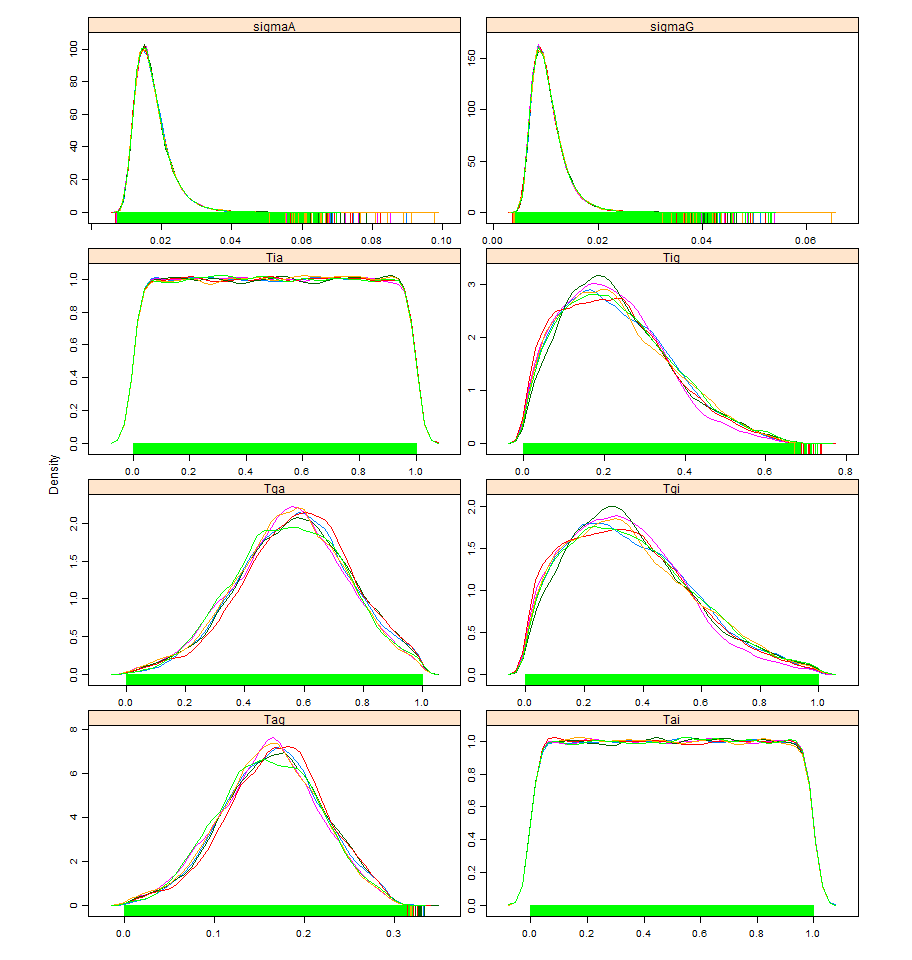 sigmaA
sigmaG
0 20 40 60 80 100
0 50 100 150
0.02 0.04 0.06 0.08 0.10
0.00 0.02 0.04 0.06
Tia
Tig
0.0 0.2 0.4 0.6 0.8 1.0
0 1 2 3
0.0 0.2 0.4 0.6 0.8 1.0
0.0 0.2 0.4 0.6 0.8
Density
Tga
Tgi
0.0 0.5 1.0 1.5 2.0
0.0 0.5 1.0 1.5 2.0
0.0 0.2 0.4 0.6 0.8 1.0
0.0 0.2 0.4 0.6 0.8 1.0
Tag
Tai
0 2 4 6 8
0.0 0.2 0.4 0.6 0.8 1.0
0.0 0.1 0.2 0.3
0.0 0.2 0.4 0.6 0.8 1.0